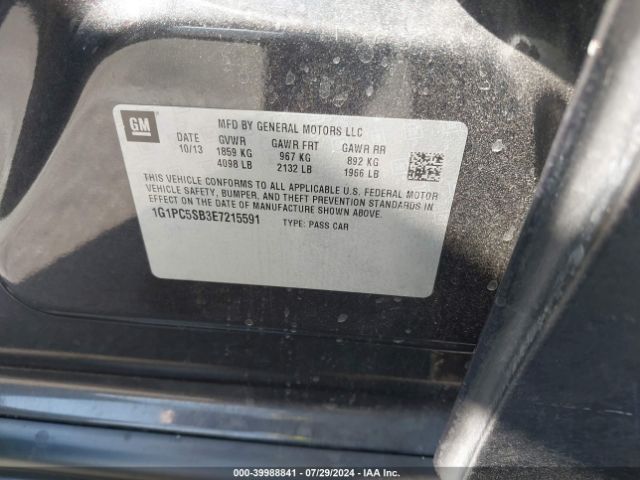 GM
MFD BY GENERAL MOTORS LLC
DATE GVWR GAWR FRT GAWR RR
10/13 1859 KG 967 KG 892 KG
4098 LB 2132 LB 1966 LB
THIS VEHICLE CONFORMS TO ALL APPLICABLE U.S. FEDERAL MOTOR
VEHICLE SAFETY, BUMPER, AND THEFT PREVENTION STANDARDS IN
EFFECT ON THE DATE OF MANUFACTURE SHOWN ABOVE.
1G1PC5SB3E7215591 TYPE: PASS CAR
000-39988841 / 07/29/2024 - IAA Inc.